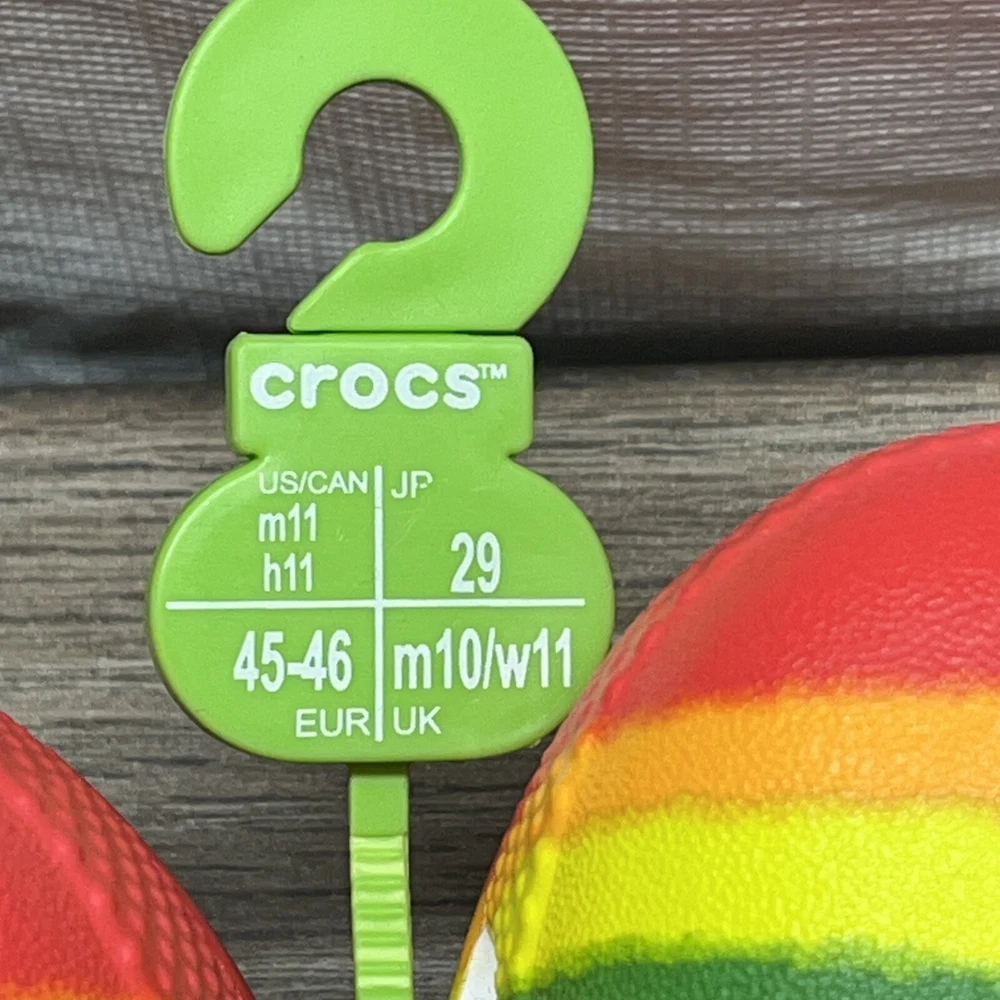 crocs™
US/CAN JP
m11
h11
29
45-46 m10/w11
EUR UK